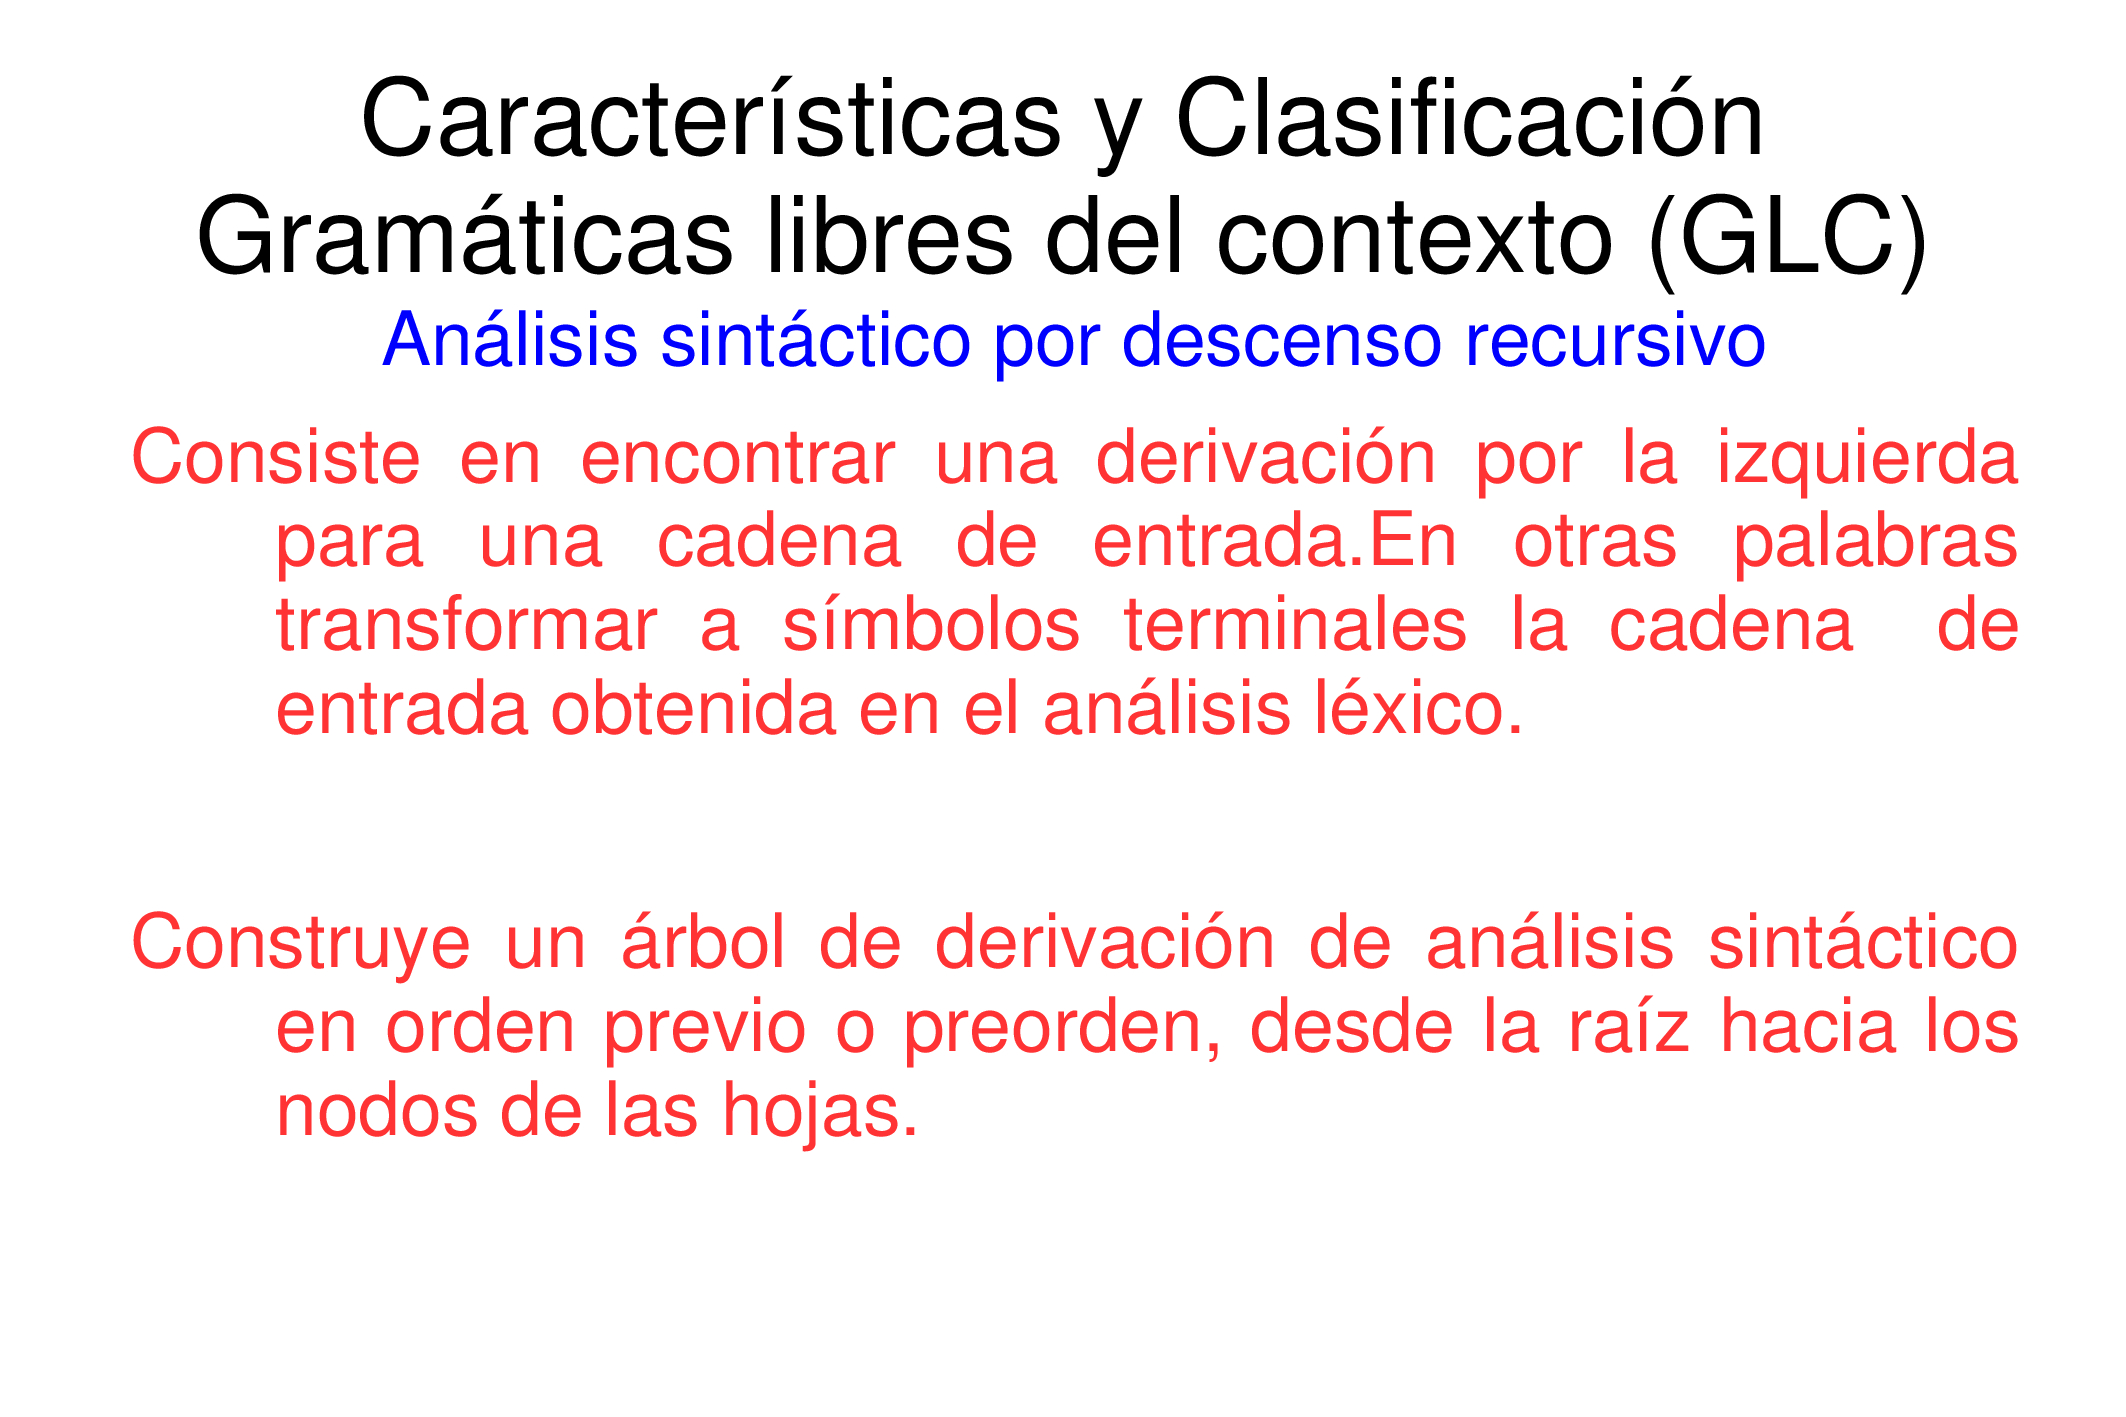 Características y Clasificación
Gramáticas libres del contexto (GLC)
Análisis sintáctico por descenso recursivo
Consiste en encontrar una derivación por la izquierda
para una cadena de entrada.En otras palabras
transformar a símbolos terminales la cadena de
entrada obtenida en el análisis léxico.
Construye un árbol de derivación de análisis sintáctico
en orden previo o preorden, desde la raíz hacia los
nodos de las hojas.